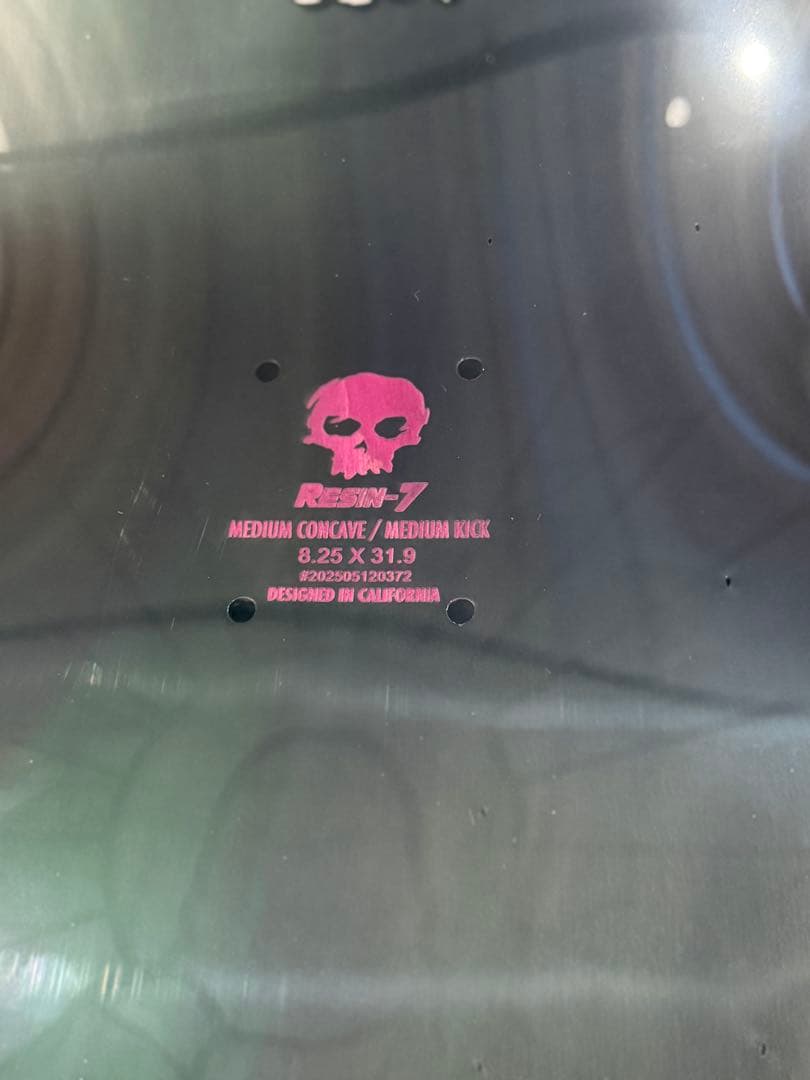 RESIN-7
MEDIUM CONCAVE / MEDIUM KICK
8.25 X 31.9
#202505120372
DESIGNED IN CALIFORNIA